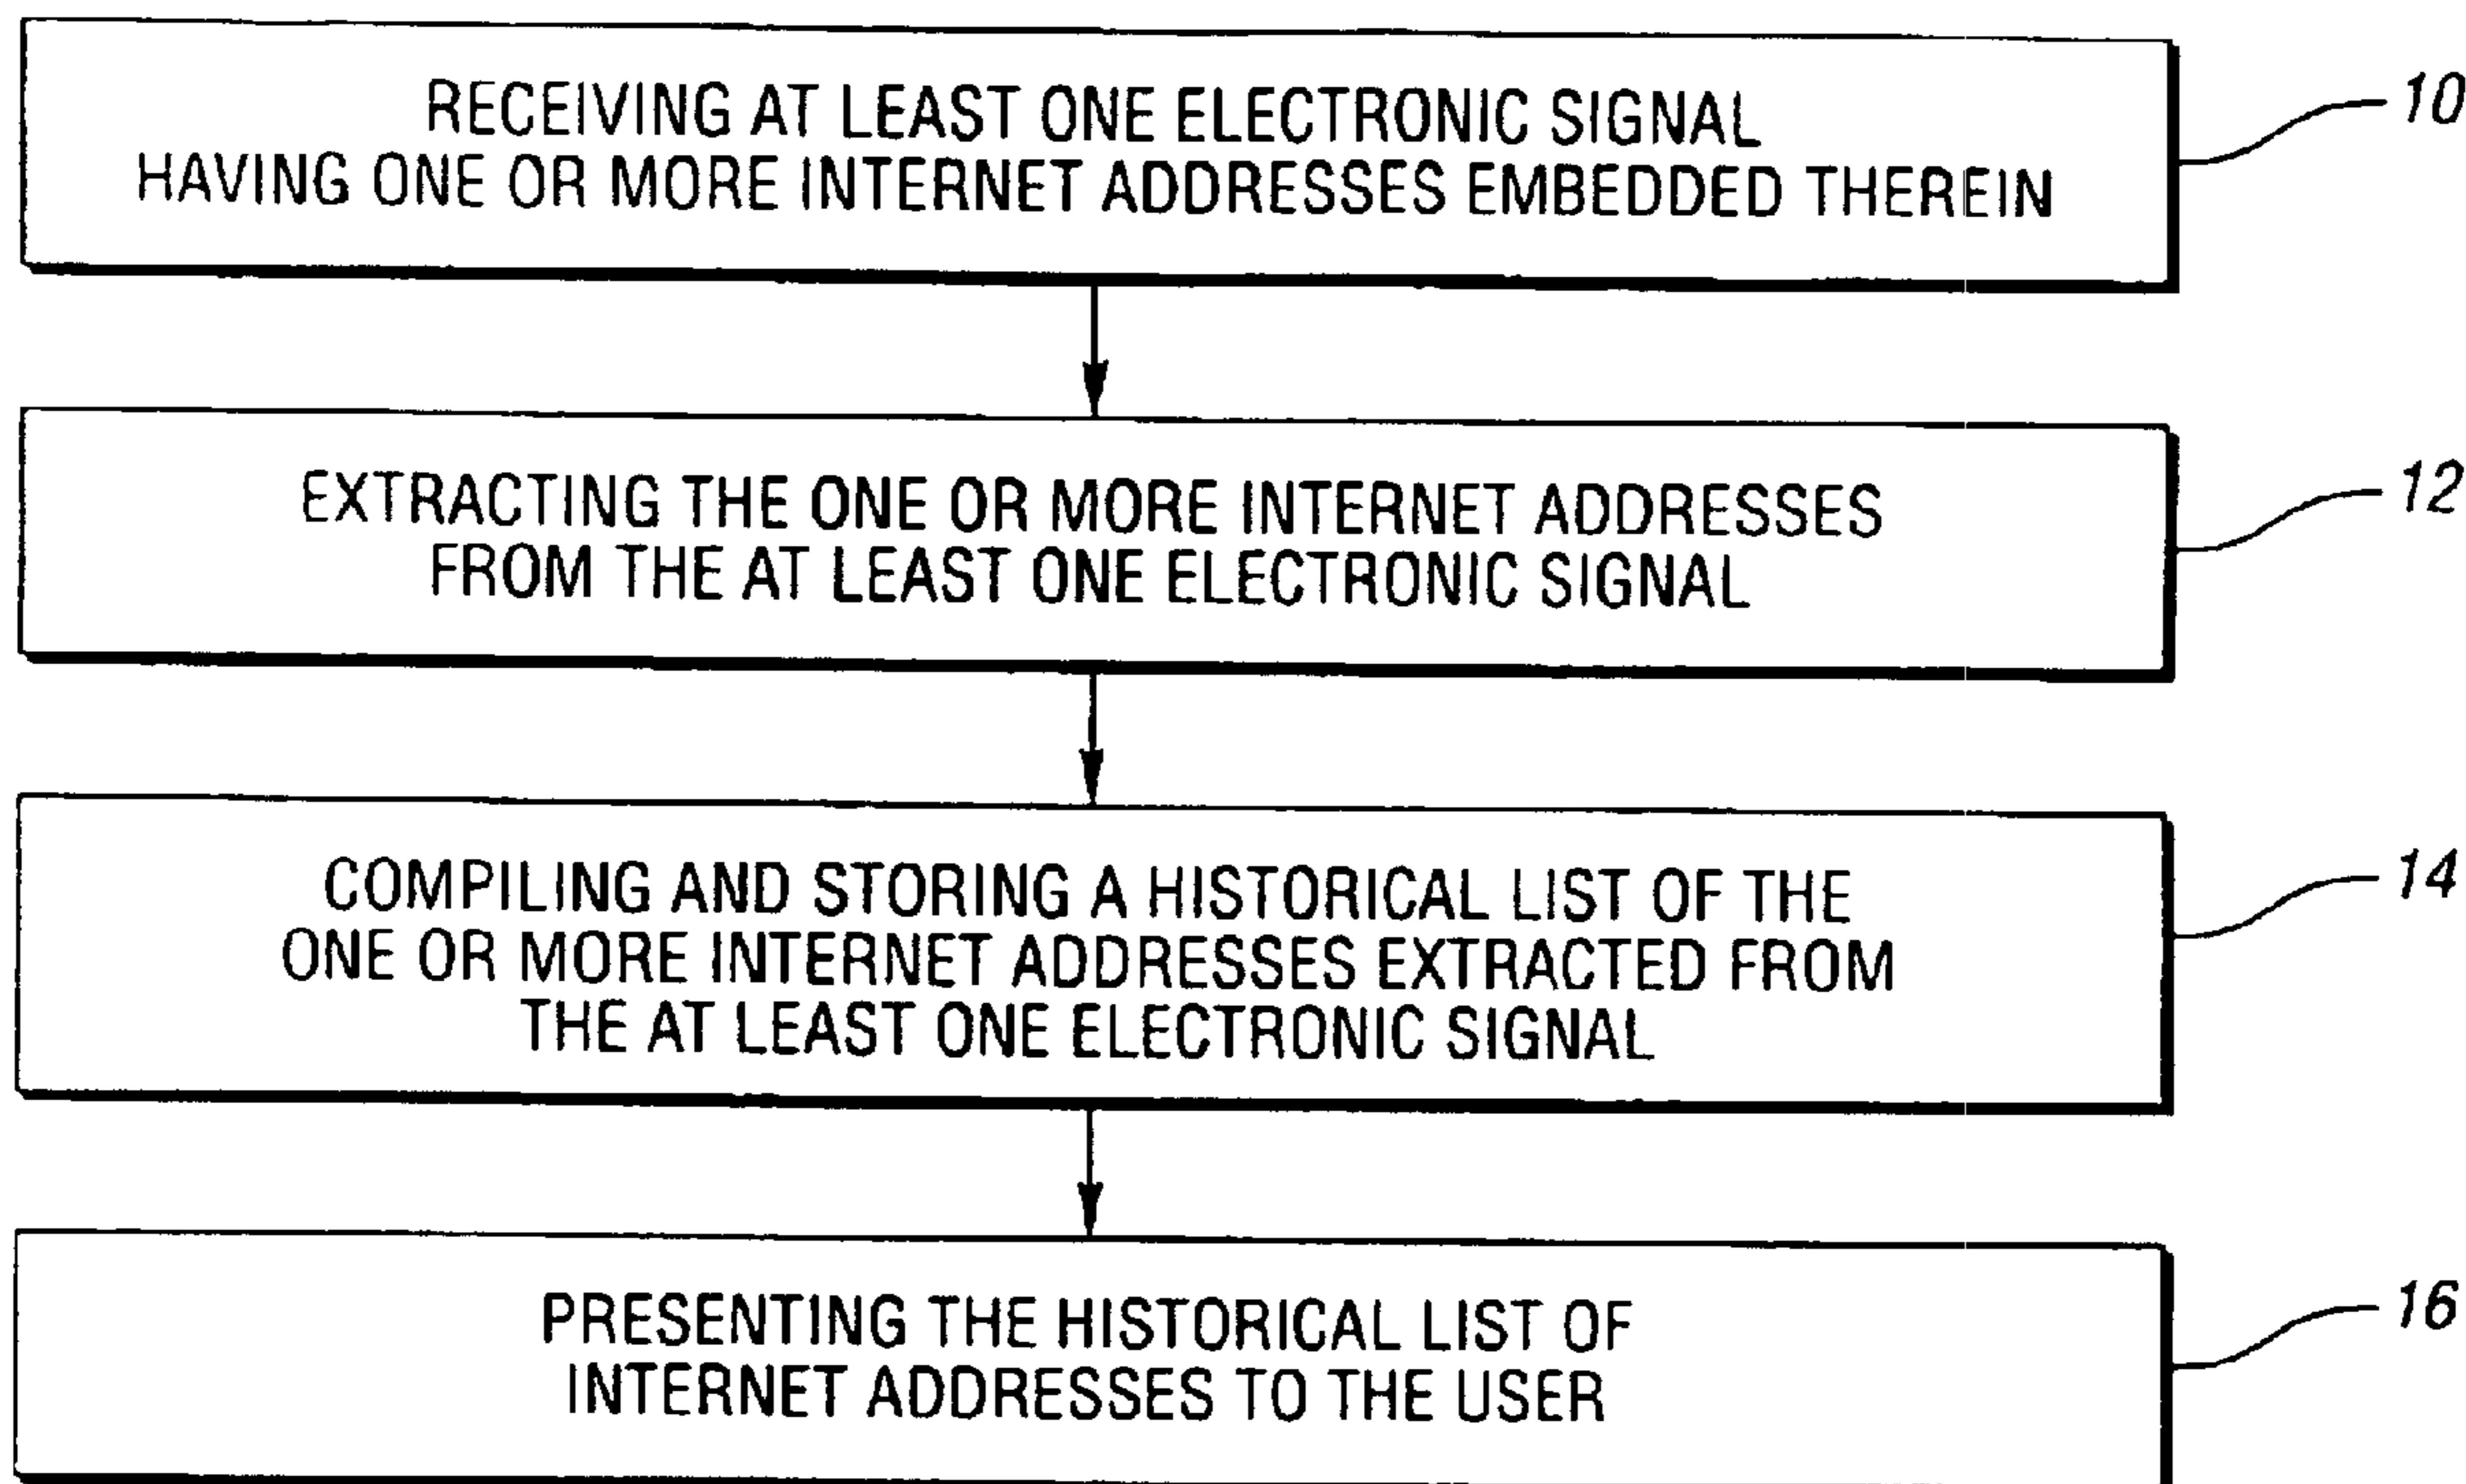 RECEIVING AT LEAST ONE ELECTRONIC SIGNAL
HAVING ONE OR MORE INTERNET ADDRESSES EMBEDDED THEREIN
10
EXTRACTING THE ONE OR MORE INTERNET ADDRESSES
FROM THE AT LEAST ONE ELECTRONIC SIGNAL
12
COMPILING AND STORING A HISTORICAL LIST OF THE
ONE OR MORE INTERNET ADDRESSES EXTRACTED FROM
THE AT LEAST ONE ELECTRONIC SIGNAL
14
PRESENTING THE HISTORICAL LIST OF
INTERNET ADDRESSES TO THE USER
16